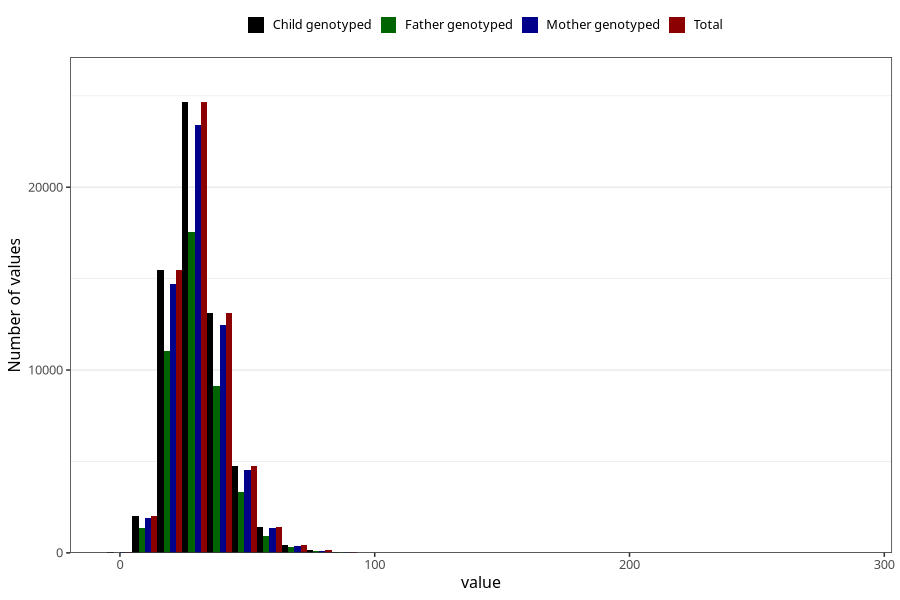 Child genotyped Father genotyped Mother genotyped Total
Number of values
20000
10000
0
0 100 200 300
value